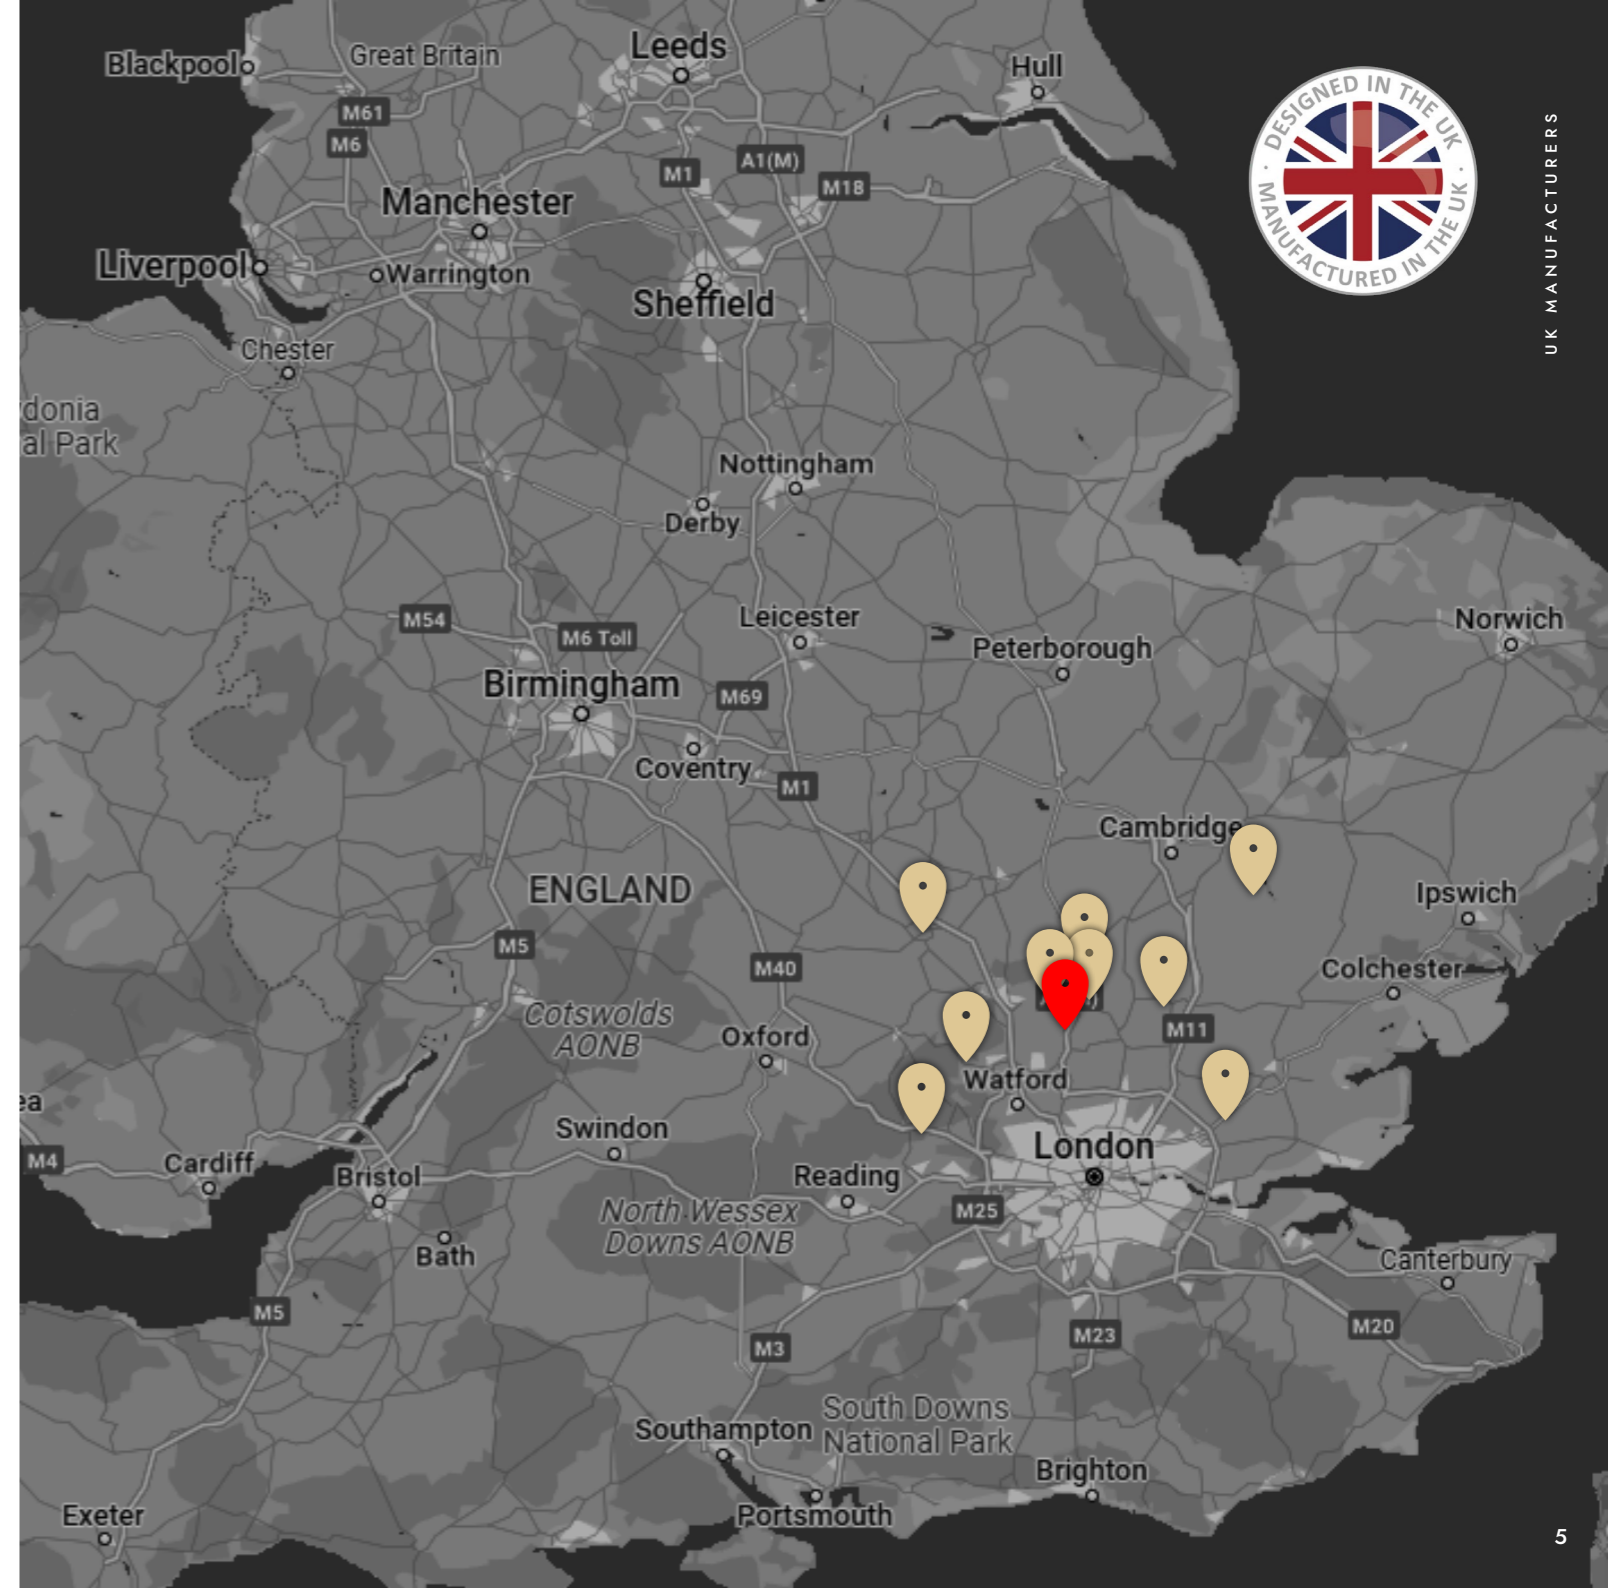 Leeds
Blackpool
Great Britain
Hull
M61
M6
M1
A1(M)
M18
Manchester
Liverpool
Warrington
Sheffield
Chester
donia
al Park
Nottingham
Derby
M54
M6 Toll
Leicester
Peterborough
Norwich
Birmingham
M69
Coventry
M1
Cambridge
ENGLAND
Ipswich
M5
M40
Colchester
Cotswolds
AONB
Oxford
M11
Watford
ea
Swindon
London
M4
Cardiff
Bristol
Reading
North Wessex
Downs AONB
M25
Bath
Canterbury
M5
M3
M23
M20
South Downs
National Park
Southampton
Brighton
Exeter
Portsmouth
DESIGNED IN THE UK
MANUFACTURED IN THE UK
UK MANUFACTURERS
5